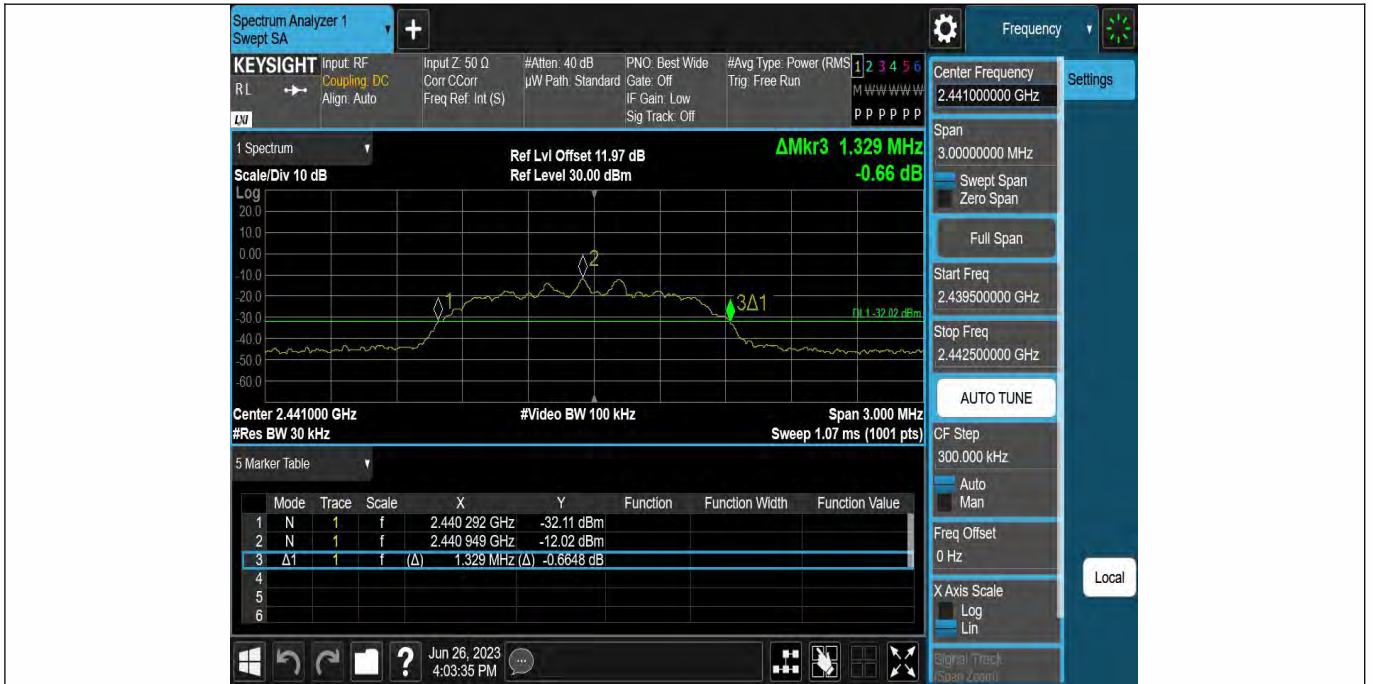 Spectrum Analyzer 1
Swept SA
+
Frequency
KEYSIGHT
RL
LXI
Input: RF
Coupling: DC
Align: Auto
Input Z: 50 Ω
Corr CCorr
Freq Ref: Int (S)
#Atten: 40 dB
µW Path: Standard
PNO: Best Wide
Gate: Off
IF Gain: Low
Sig Track: Off
#Avg Type: Power (RMS
Trig: Free Run
1 2 3 4 5 6
M W W W W W
P P P P P P
Center Frequency
2.441000000 GHz
Settings
Span
3.00000000 MHz
Swept Span
Zero Span
Full Span
Start Freq
2.439500000 GHz
Stop Freq
2.442500000 GHz
AUTO TUNE
CF Step
300.000 kHz
Auto
Man
Freq Offset
0 Hz
X Axis Scale
Log
Lin
Signal Track
(Span Zoom)
Local
1 Spectrum
Scale/Div 10 dB
Ref Lvl Offset 11.97 dB
Ref Level 30.00 dBm
ΔMkr3 1.329 MHz
-0.66 dB
Log
20.0
10.0
0.00
-10.0
-20.0
-30.0
-40.0
-50.0
-60.0
1
2
3Δ1
DL1 -32.02 dBm
Center 2.441000 GHz
#Video BW 100 kHz
Span 3.000 MHz
#Res BW 30 kHz
Sweep 1.07 ms (1001 pts)
5 Marker Table
Mode Trace Scale X Y Function Function Width Function Value
1 N 1 f 2.440 292 GHz -32.11 dBm
2 N 1 f 2.440 949 GHz -12.02 dBm
3 Δ1 1 f (Δ) 1.329 MHz (Δ) -0.6648 dB
4
5
6
?
Jun 26, 2023
4:03:35 PM